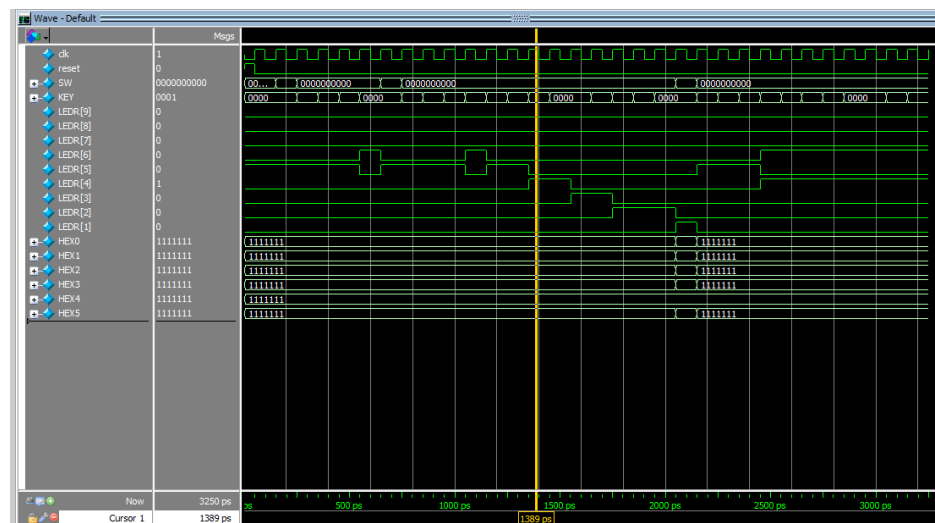 Wave - Default
Msgs
clk 1
reset 0
SW 0000000000 00... 0000000000 0000000000 0000000000
KEY 0001 0000 0000 0000 0000 0000
LEDR[9] 0
LEDR[8] 0
LEDR[7] 0
LEDR[6] 0
LEDR[5] 0
LEDR[4] 1
LEDR[3] 0
LEDR[2] 0
LEDR[1] 0
HEX0 1111111 1111111 1111111
HEX1 1111111 1111111 1111111
HEX2 1111111 1111111 1111111
HEX3 1111111 1111111 1111111
HEX4 1111111 1111111
HEX5 1111111 1111111 1111111
Now 3250 ps ps 500 ps 1000 ps 1500 ps 2000 ps 2500 ps 3000 ps
Cursor 1 1389 ps 1389 ps